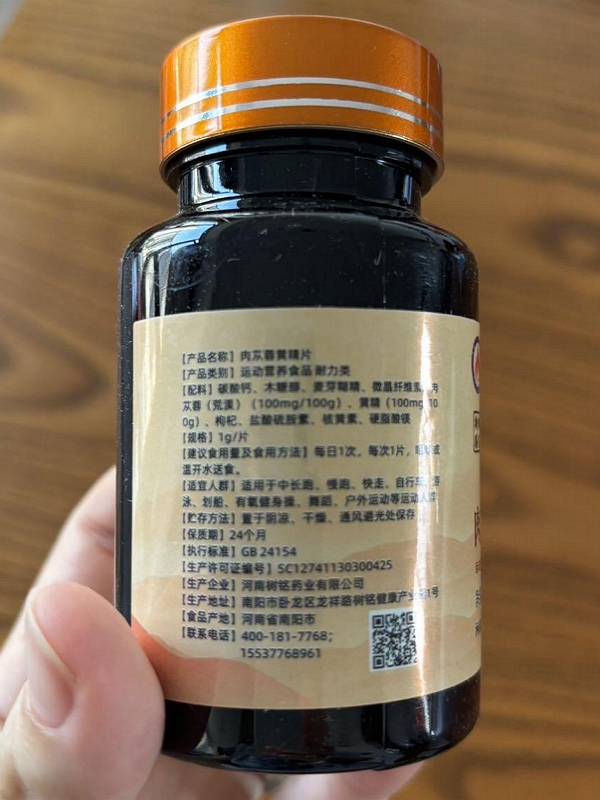 【产品名称】肉苁蓉黄精片
【产品类别】运动营养食品 耐力类
【配料】碳酸钙、木糖醇、麦芽糊精、微晶纤维素、肉
苁蓉（荒漠）（100mg/100g）、黄精（100mg/10
0g）、枸杞、盐酸硫胺素、核黄素、硬脂酸镁
【规格】1g/片
【建议食用量及食用方法】每日1次，每次1片，咀嚼或
温开水送食。
【适宜人群】适用于中长跑、慢跑、快走、自行车、游
泳、划船、有氧健身操、舞蹈、户外运动等运动人群
【贮存方法】置于阴凉、干燥、通风避光处保存
【保质期】24个月
【执行标准】GB 24154
【生产许可证编号】SC12741130300425
【生产企业】河南树铭药业有限公司
【生产地址】南阳市卧龙区龙祥路树铭健康产业园1号
【食品产地】河南省南阳市
【联系电话】400-181-7768；
15537768961